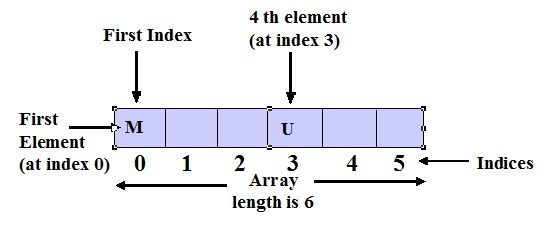 4 th element
(at index 3)
First Index
First
Element
(at index 0)
M
U
0 1 2 3 4 5
Indices
Array
length is 6